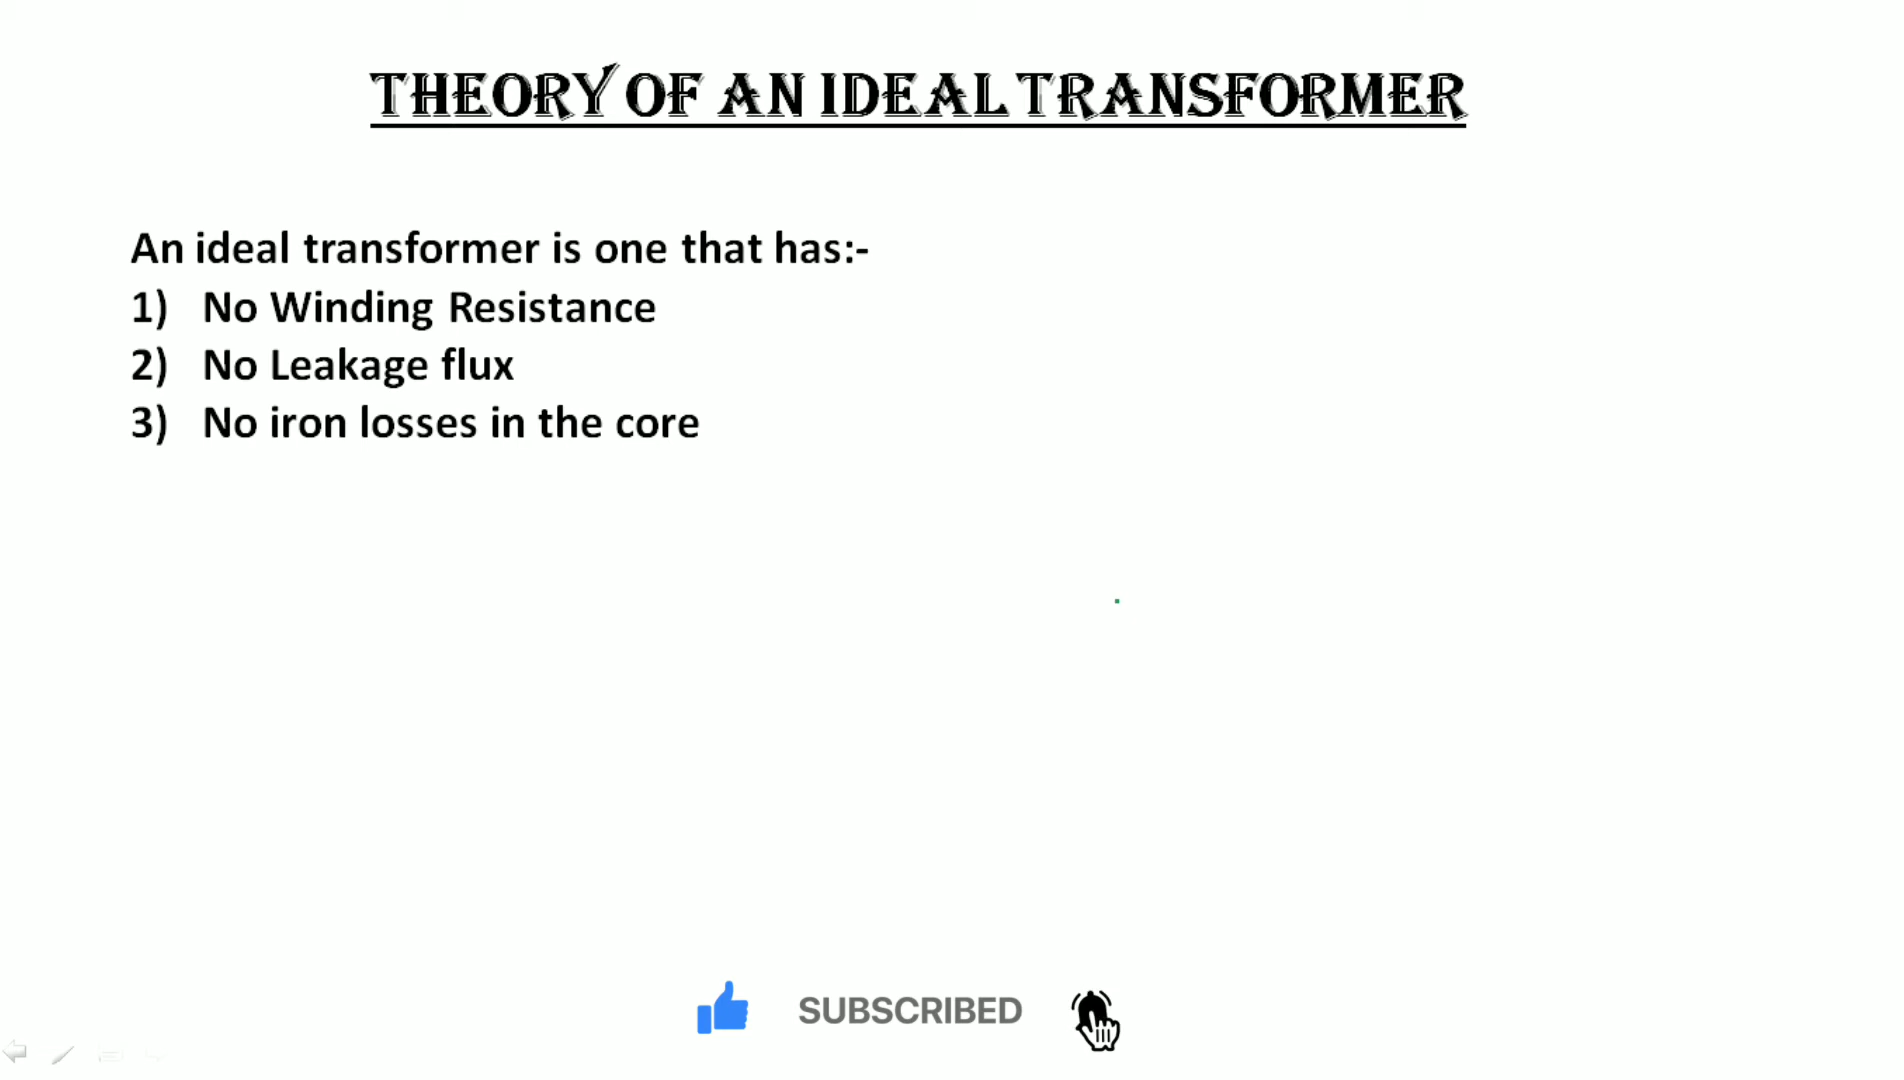 THEORY OF AN IDEAL TRANSFORMER
An ideal transformer is one that has:-
1) No Winding Resistance
2) No Leakage flux
3) No iron losses in the core
SUBSCRIBED